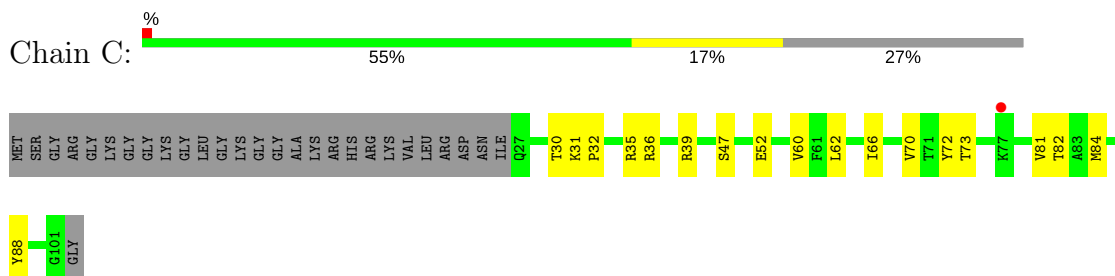 %
Chain C:
55% 17% 27%
MET SER GLY ARG GLY LYS GLY GLY LYS GLY LEU GLY LYS GLY GLY ALA LYS ARG HIS ARG LYS VAL LEU ARG ASP ASN ILE Q27 T30 K31 P32 R35 R36 R39 S47 E52 V60 F61 L62 I66 V70 T71 Y72 T73 K77 V81 T82 A83 M84
Y88 G101 GLY